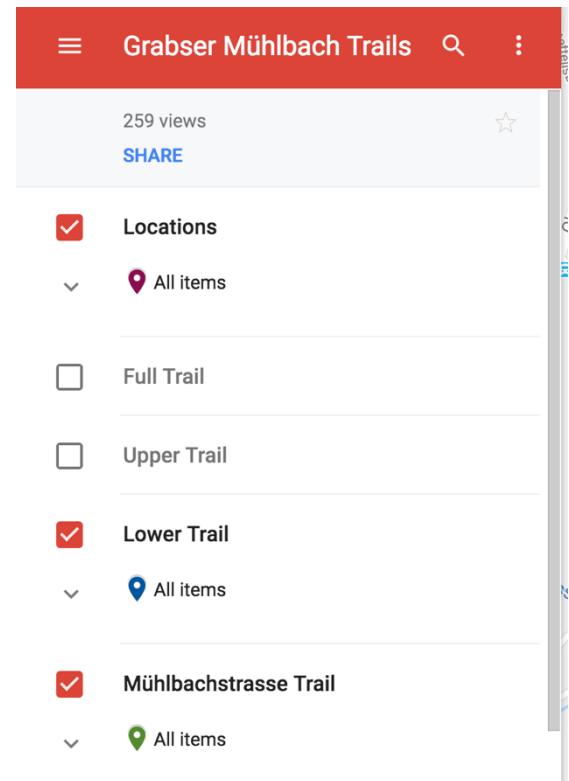 Grabser Mühlbach Trails
259 views
SHARE
Locations
All items
Full Trail
Upper Trail
Lower Trail
All items
Mühlbachstrasse Trail
All items